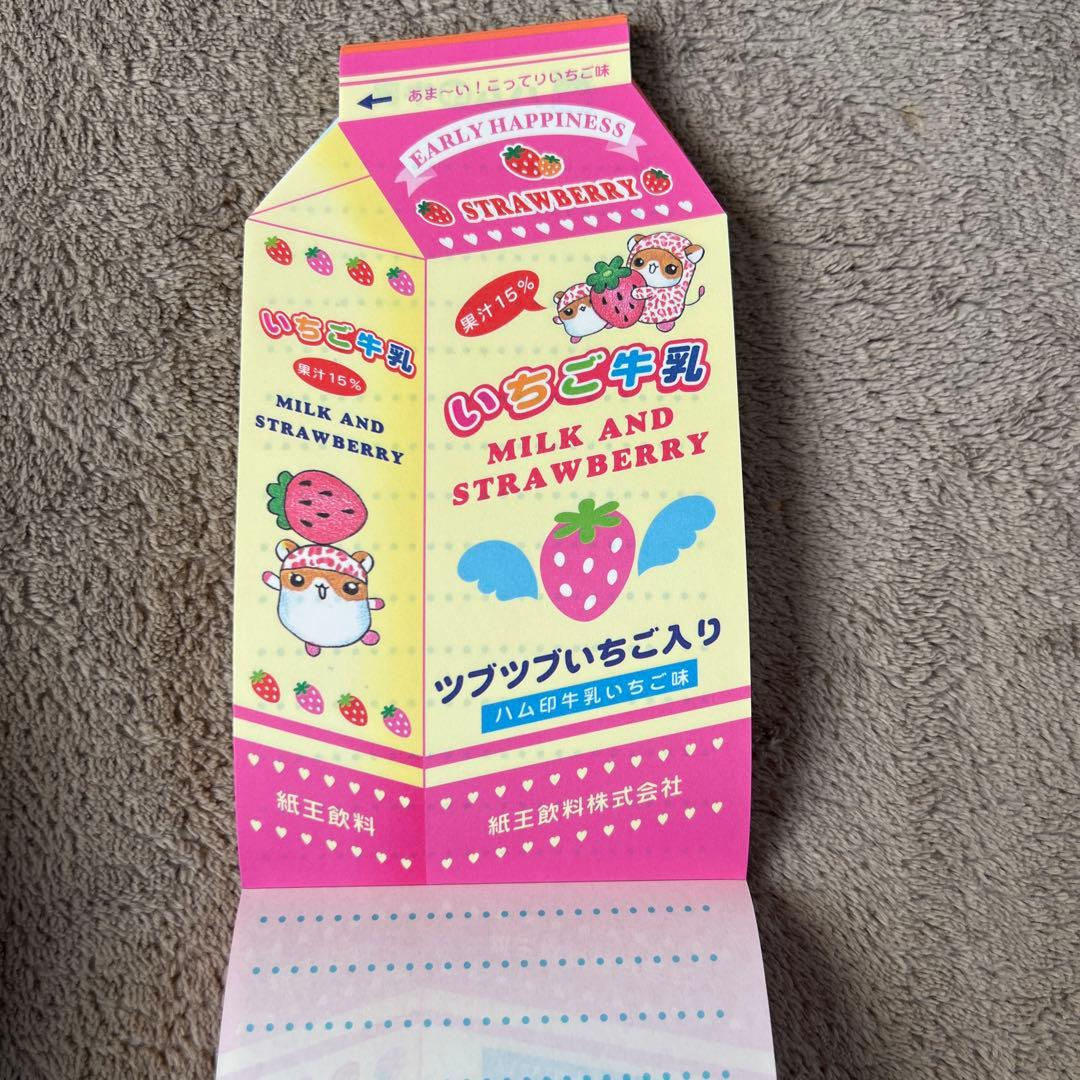 あま〜い！こってりいちご味
EARLY HAPPINESS
STRAWBERRY
果汁15%
いちご牛乳
MILK AND
STRAWBERRY
ツブツブいちご入り
ハム印牛乳いちご味
紙王飲料株式会社
いちご牛乳
果汁15%
MILK AND
STRAWBERRY
紙王飲料